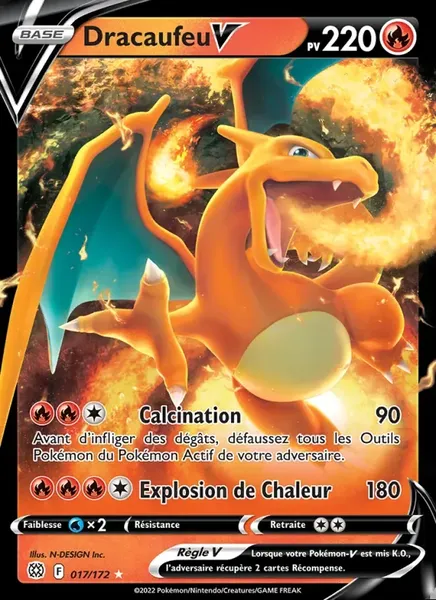 BASE Dracaufeu V PV 220
Calcination 90
Avant d'infliger des dégâts, défaussez tous les Outils
Pokémon du Pokémon Actif de votre adversaire.
Explosion de Chaleur 180
Faiblesse ×2 Résistance Retraite
Illus. N-DESIGN Inc.
Règle V Lorsque votre Pokémon-V est mis K.O.,
l'adversaire récupère 2 cartes Récompense.
F 017/172
©2022 Pokémon/Nintendo/Creatures/GAME FREAK